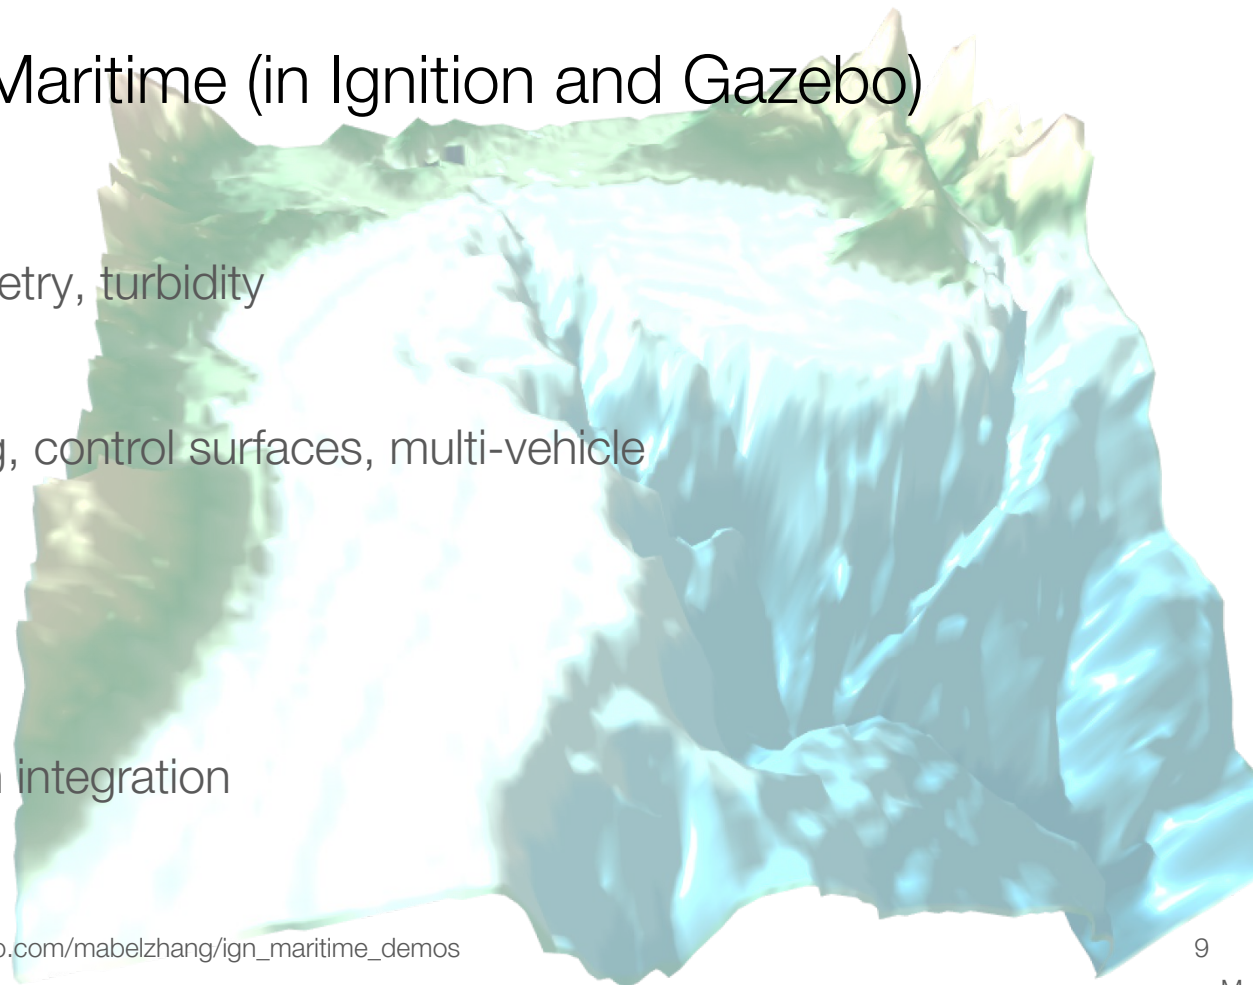 Maritime (in Ignition and Gazebo)
etry, turbidity
g, control surfaces, multi-vehicle
integration
o.com/mabelzhang/ign_maritime_demos
9